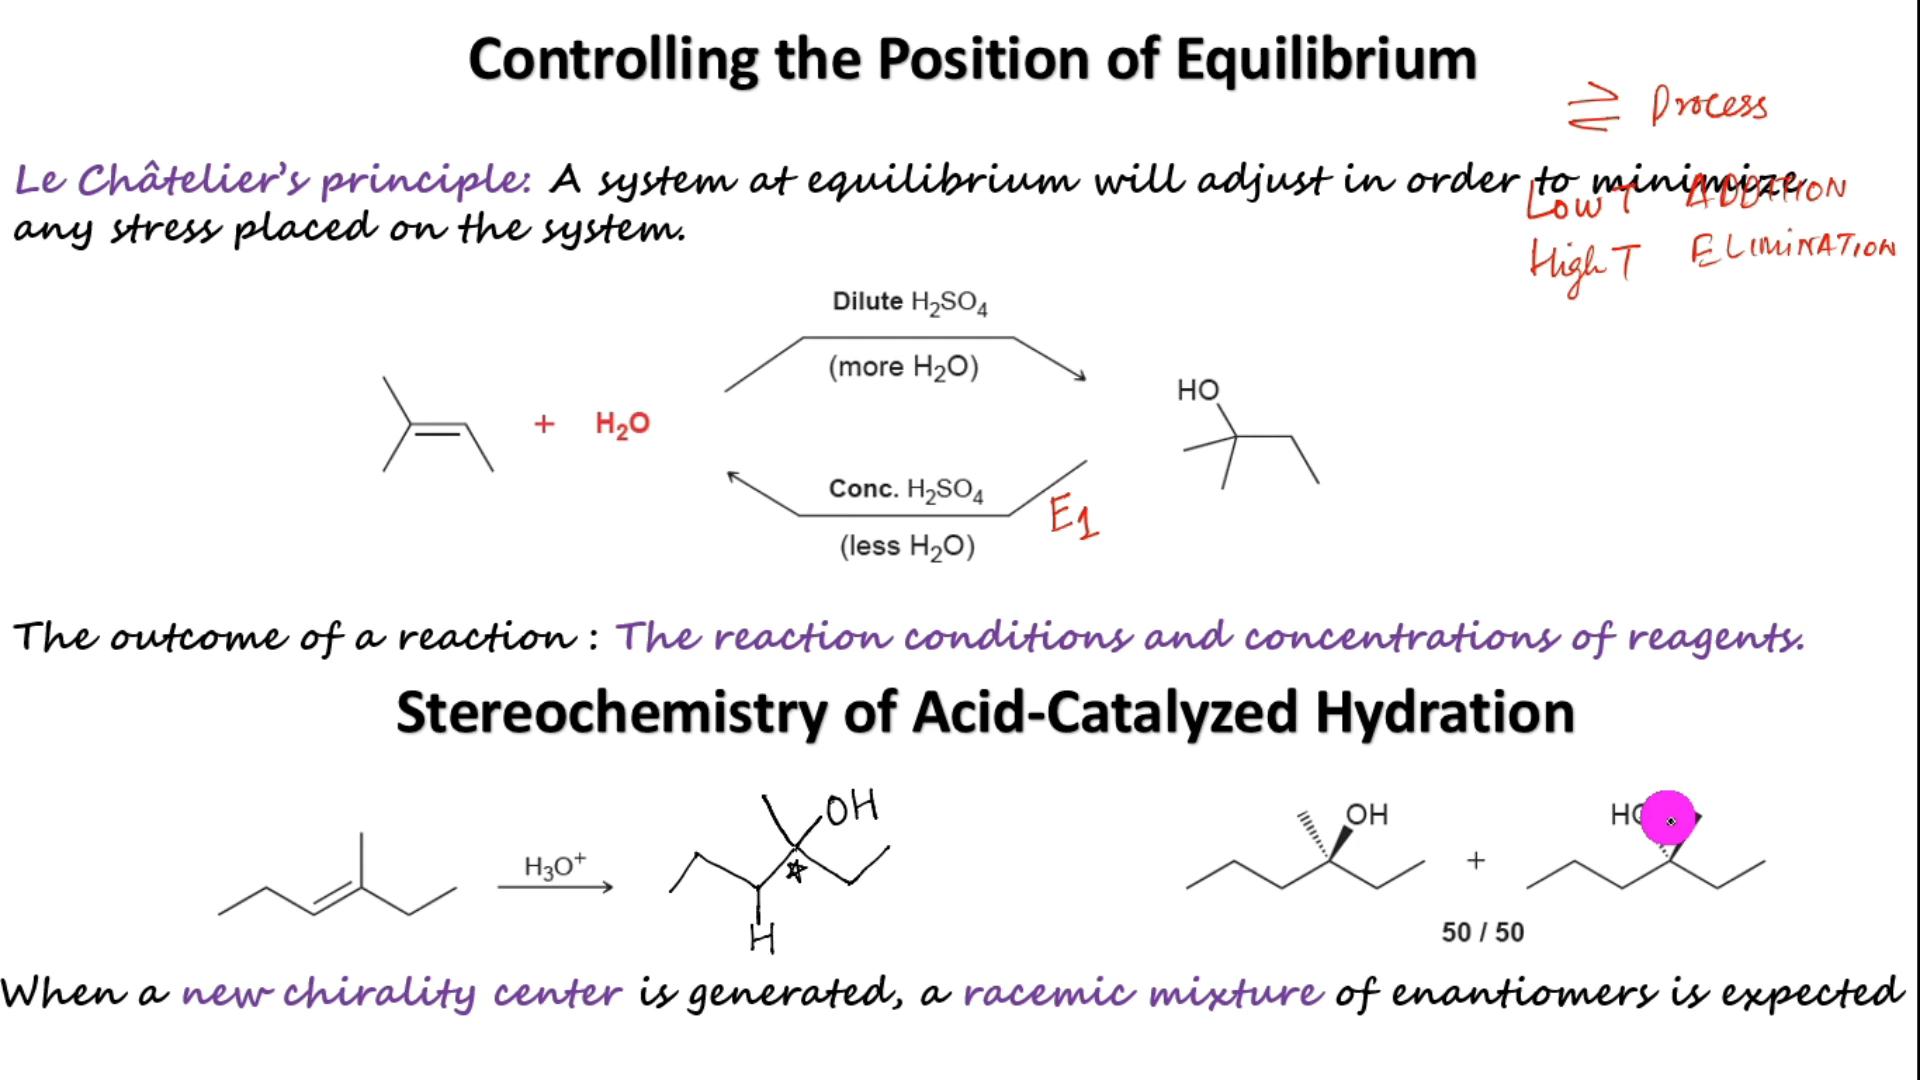 Controlling the Position of Equilibrium
⇌ Process
Le Châtelier's principle: A system at equilibrium will adjust in order to minimize
Low T ADDITION
any stress placed on the system.
High T ELIMINATION
Dilute H₂SO₄
(more H₂O)
HO
+ H₂O
Conc. H₂SO₄
E1
(less H₂O)
The outcome of a reaction : The reaction conditions and concentrations of reagents.
Stereochemistry of Acid-Catalyzed Hydration
OH
OH
H₃O⁺
+
H
50 / 50
When a new chirality center is generated, a racemic mixture of enantiomers is expected